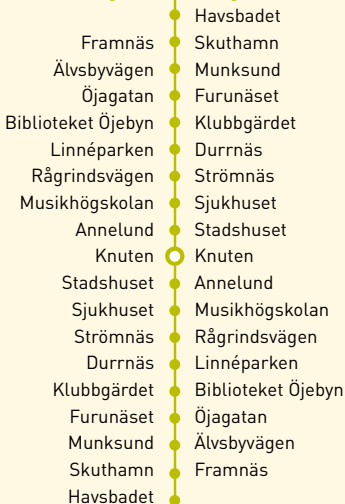 Havsbadet
Framnäs Skuthamn
Älvsbyvägen Munksund
Öjagatan Furunäset
Biblioteket Öjebyn Klubbgärdet
Linnéparken Durrnäs
Rågrindsvägen Strömnäs
Musikhögskolan Sjukhuset
Annelund Stadshuset
Knuten Knuten
Stadshuset Annelund
Sjukhuset Musikhögskolan
Strömnäs Rågrindsvägen
Durrnäs Linnéparken
Klubbgärdet Biblioteket Öjebyn
Furunäset Öjagatan
Munksund Älvsbyvägen
Skuthamn Framnäs
Havsbadet